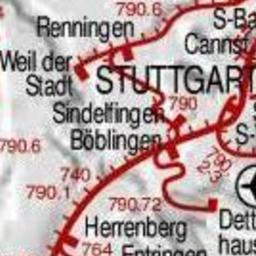 790.6
Renningen
S-Ba
Cannst
Weil der
Stadt
STUTTGART
Sindelfingen
790
Böblingen
S-
790.6
790
2,3
740
790.1
790.72
Herrenberg
Dett
haus
764
Entringen